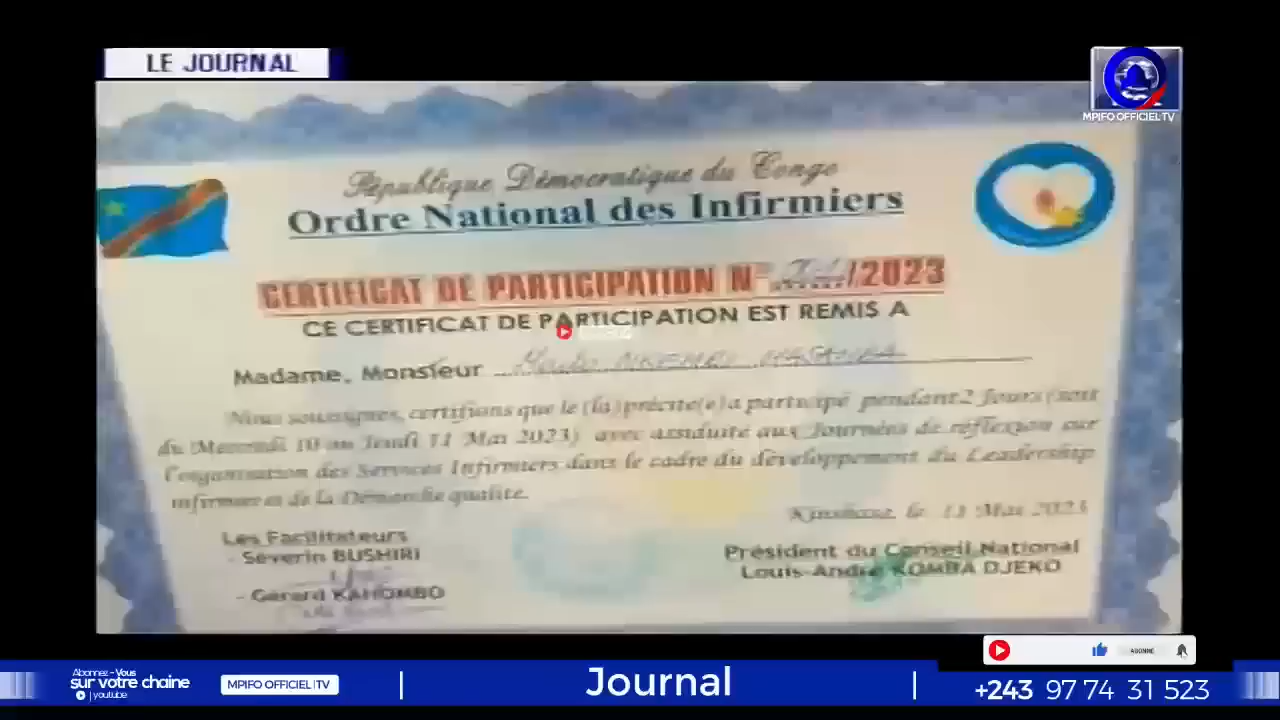 LE JOURNAL
MPIFO OFFICIEL TV
République Démocratique du Congo
Ordre National des Infirmiers
CERTIFICAT DE PARTICIPATION N° /2023
CE CERTIFICAT DE PARTICIPATION EST REMIS A
Madame, Monsieur
Nous soussignés, certifions que le (la) précité(e) a participé pendant 2 Jours (soit
du Mercredi 10 au Jeudi 11 Mai 2023) avec assiduité aux Journées de réflexion sur
l'organisation des Services Infirmiers dans le cadre du développement du Leadership
infirmier et de la Démarche qualité.
Kinshasa, le 11 Mai 2023
Les Facilitateurs
- Séverin BUSHIRI
- Gérard KAHOMBO
Président du Conseil National
Louis-André KOMBA DJEKO
ABONNÉ
Abonnez - Vous
sur votre chaine
youtube
MPIFO OFFICIEL TV
Journal
+243 97 74 31 523